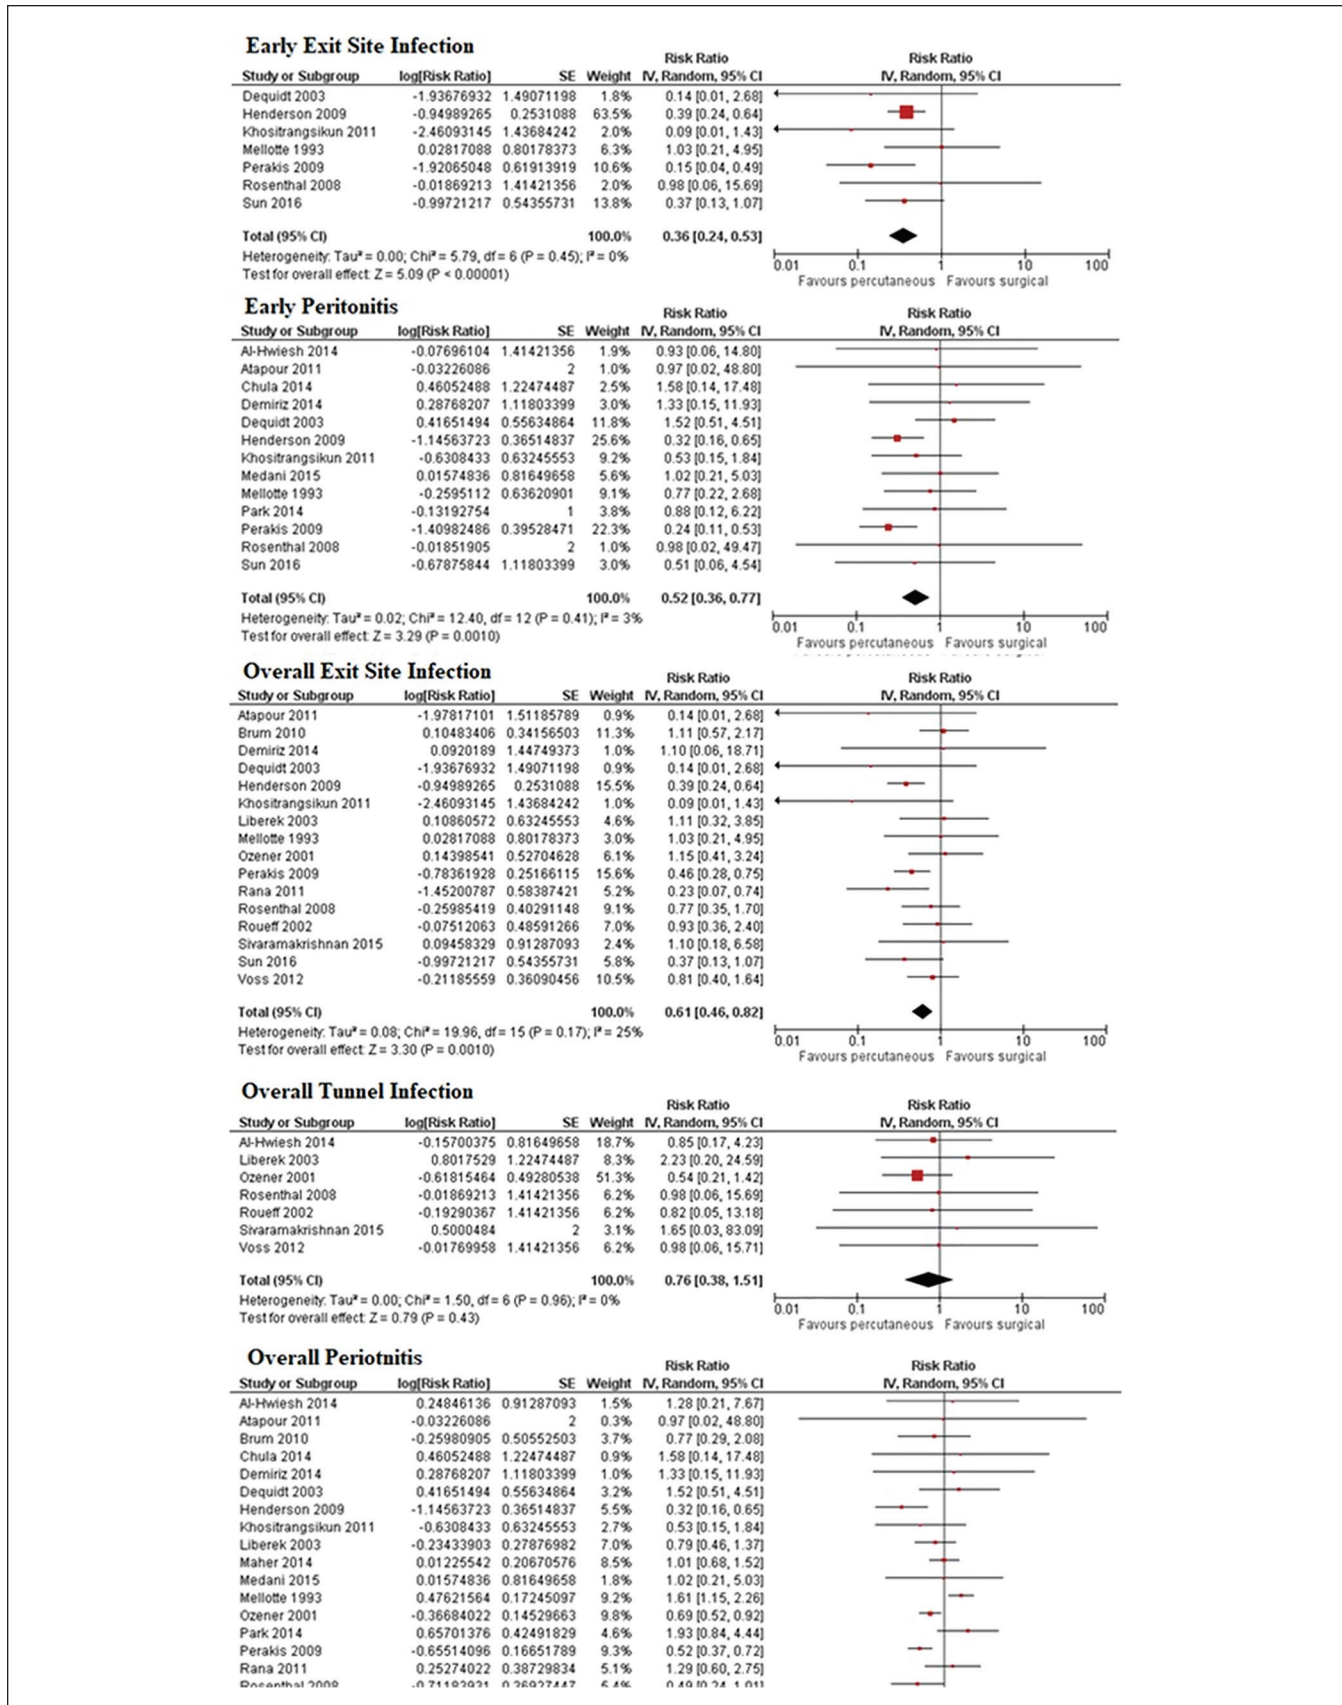 Early Exit Site Infection
Risk Ratio Risk Ratio
Study or Subgroup log[Risk Ratio] SE Weight IV, Random, 95% CI IV, Random, 95% CI
Dequidt 2003 -1.93676932 1.49071198 1.8% 0.14 [0.01, 2.68]
Henderson 2009 -0.94989265 0.2531088 63.5% 0.39 [0.24, 0.64]
Khositrangsikun 2011 -2.46093145 1.43684242 2.0% 0.09 [0.01, 1.43]
Mellotte 1993 0.02817088 0.80178373 6.3% 1.03 [0.21, 4.95]
Perakis 2009 -1.92065048 0.61913919 10.6% 0.15 [0.04, 0.49]
Rosenthal 2008 -0.01869213 1.41421356 2.0% 0.98 [0.06, 15.69]
Sun 2016 -0.99721217 0.54355731 13.8% 0.37 [0.13, 1.07]
Total (95% CI) 100.0% 0.36 [0.24, 0.53]
Heterogeneity: Tau² = 0.00; Chi² = 5.79, df = 6 (P = 0.45); I² = 0%
Test for overall effect: Z = 5.09 (P < 0.00001)
0.01 0.1 1 10 100
Favours percutaneous Favours surgical
Early Peritonitis
Risk Ratio Risk Ratio
Study or Subgroup log[Risk Ratio] SE Weight IV, Random, 95% CI IV, Random, 95% CI
Al-Hwiesh 2014 -0.07696104 1.41421356 1.9% 0.93 [0.06, 14.80]
Atapour 2011 -0.03226086 2 1.0% 0.97 [0.02, 48.80]
Chula 2014 0.46052488 1.22474487 2.5% 1.58 [0.14, 17.48]
Demiriz 2014 0.28768207 1.11803399 3.0% 1.33 [0.15, 11.93]
Dequidt 2003 0.41651494 0.55634864 11.8% 1.52 [0.51, 4.51]
Henderson 2009 -1.14563723 0.36514837 25.6% 0.32 [0.16, 0.65]
Khositrangsikun 2011 -0.6308433 0.63245553 9.2% 0.53 [0.15, 1.84]
Medani 2015 0.01574836 0.81649658 5.6% 1.02 [0.21, 5.03]
Mellotte 1993 -0.2595112 0.63620901 9.1% 0.77 [0.22, 2.68]
Park 2014 -0.13192754 1 3.8% 0.88 [0.12, 6.22]
Perakis 2009 -1.40982486 0.39528471 22.3% 0.24 [0.11, 0.53]
Rosenthal 2008 -0.01851905 2 1.0% 0.98 [0.02, 49.47]
Sun 2016 -0.67875844 1.11803399 3.0% 0.51 [0.06, 4.54]
Total (95% CI) 100.0% 0.52 [0.36, 0.77]
Heterogeneity: Tau² = 0.02; Chi² = 12.40, df = 12 (P = 0.41); I² = 3%
Test for overall effect: Z = 3.29 (P = 0.0010)
0.01 0.1 1 10 100
Favours percutaneous Favours surgical
Overall Exit Site Infection
Risk Ratio Risk Ratio
Study or Subgroup log[Risk Ratio] SE Weight IV, Random, 95% CI IV, Random, 95% CI
Atapour 2011 -1.97817101 1.51185789 0.9% 0.14 [0.01, 2.68]
Brum 2010 0.10483406 0.34156503 11.3% 1.11 [0.57, 2.17]
Demiriz 2014 0.0920189 1.44749373 1.0% 1.10 [0.06, 18.71]
Dequidt 2003 -1.93676932 1.49071198 0.9% 0.14 [0.01, 2.68]
Henderson 2009 -0.94989265 0.2531088 15.5% 0.39 [0.24, 0.64]
Khositrangsikun 2011 -2.46093145 1.43684242 1.0% 0.09 [0.01, 1.43]
Liberek 2003 0.10860572 0.63245553 4.6% 1.11 [0.32, 3.85]
Mellotte 1993 0.02817088 0.80178373 3.0% 1.03 [0.21, 4.95]
Ozener 2001 0.14398541 0.52704628 6.1% 1.15 [0.41, 3.24]
Perakis 2009 -0.78361928 0.25166115 15.6% 0.46 [0.28, 0.75]
Rana 2011 -1.45200787 0.58387421 5.2% 0.23 [0.07, 0.74]
Rosenthal 2008 -0.25985419 0.40291148 9.1% 0.77 [0.35, 1.70]
Roueff 2002 -0.07512063 0.48591266 7.0% 0.93 [0.36, 2.40]
Sivaramakrishnan 2015 0.09458329 0.91287093 2.4% 1.10 [0.18, 6.58]
Sun 2016 -0.99721217 0.54355731 5.8% 0.37 [0.13, 1.07]
Voss 2012 -0.21185559 0.36090456 10.5% 0.81 [0.40, 1.64]
Total (95% CI) 100.0% 0.61 [0.46, 0.82]
Heterogeneity: Tau² = 0.08; Chi² = 19.96, df = 15 (P = 0.17); I² = 25%
Test for overall effect: Z = 3.30 (P = 0.0010)
0.01 0.1 1 10 100
Favours percutaneous Favours surgical
Overall Tunnel Infection
Risk Ratio Risk Ratio
Study or Subgroup log[Risk Ratio] SE Weight IV, Random, 95% CI IV, Random, 95% CI
Al-Hwiesh 2014 -0.15700375 0.81649658 18.7% 0.85 [0.17, 4.23]
Liberek 2003 0.8017529 1.22474487 8.3% 2.23 [0.20, 24.59]
Ozener 2001 -0.61815464 0.49280538 51.3% 0.54 [0.21, 1.42]
Rosenthal 2008 -0.01869213 1.41421356 6.2% 0.98 [0.06, 15.69]
Roueff 2002 -0.19290367 1.41421356 6.2% 0.82 [0.05, 13.18]
Sivaramakrishnan 2015 0.5000484 2 3.1% 1.65 [0.03, 83.09]
Voss 2012 -0.01769958 1.41421356 6.2% 0.98 [0.06, 15.71]
Total (95% CI) 100.0% 0.76 [0.38, 1.51]
Heterogeneity: Tau² = 0.00; Chi² = 1.50, df = 6 (P = 0.96); I² = 0%
Test for overall effect: Z = 0.79 (P = 0.43)
0.01 0.1 1 10 100
Favours percutaneous Favours surgical
Overall Periotnitis
Risk Ratio Risk Ratio
Study or Subgroup log[Risk Ratio] SE Weight IV, Random, 95% CI IV, Random, 95% CI
Al-Hwiesh 2014 0.24846136 0.91287093 1.5% 1.28 [0.21, 7.67]
Atapour 2011 -0.03226086 2 0.3% 0.97 [0.02, 48.80]
Brum 2010 -0.25980905 0.50552503 3.7% 0.77 [0.29, 2.08]
Chula 2014 0.46052488 1.22474487 0.9% 1.58 [0.14, 17.48]
Demiriz 2014 0.28768207 1.11803399 1.0% 1.33 [0.15, 11.93]
Dequidt 2003 0.41651494 0.55634864 3.2% 1.52 [0.51, 4.51]
Henderson 2009 -1.14563723 0.36514837 5.5% 0.32 [0.16, 0.65]
Khositrangsikun 2011 -0.6308433 0.63245553 2.7% 0.53 [0.15, 1.84]
Liberek 2003 -0.23433903 0.27876982 7.0% 0.79 [0.46, 1.37]
Maher 2014 0.01225542 0.20670576 8.5% 1.01 [0.68, 1.52]
Medani 2015 0.01574836 0.81649658 1.8% 1.02 [0.21, 5.03]
Mellotte 1993 0.47621564 0.17245097 9.2% 1.61 [1.15, 2.26]
Ozener 2001 -0.36684022 0.14529663 9.8% 0.69 [0.52, 0.92]
Park 2014 0.65701376 0.42491829 4.6% 1.93 [0.84, 4.44]
Perakis 2009 -0.65514096 0.16651789 9.3% 0.52 [0.37, 0.72]
Rana 2011 0.25274022 0.38729834 5.1% 1.29 [0.60, 2.75]
Rosenthal 2008